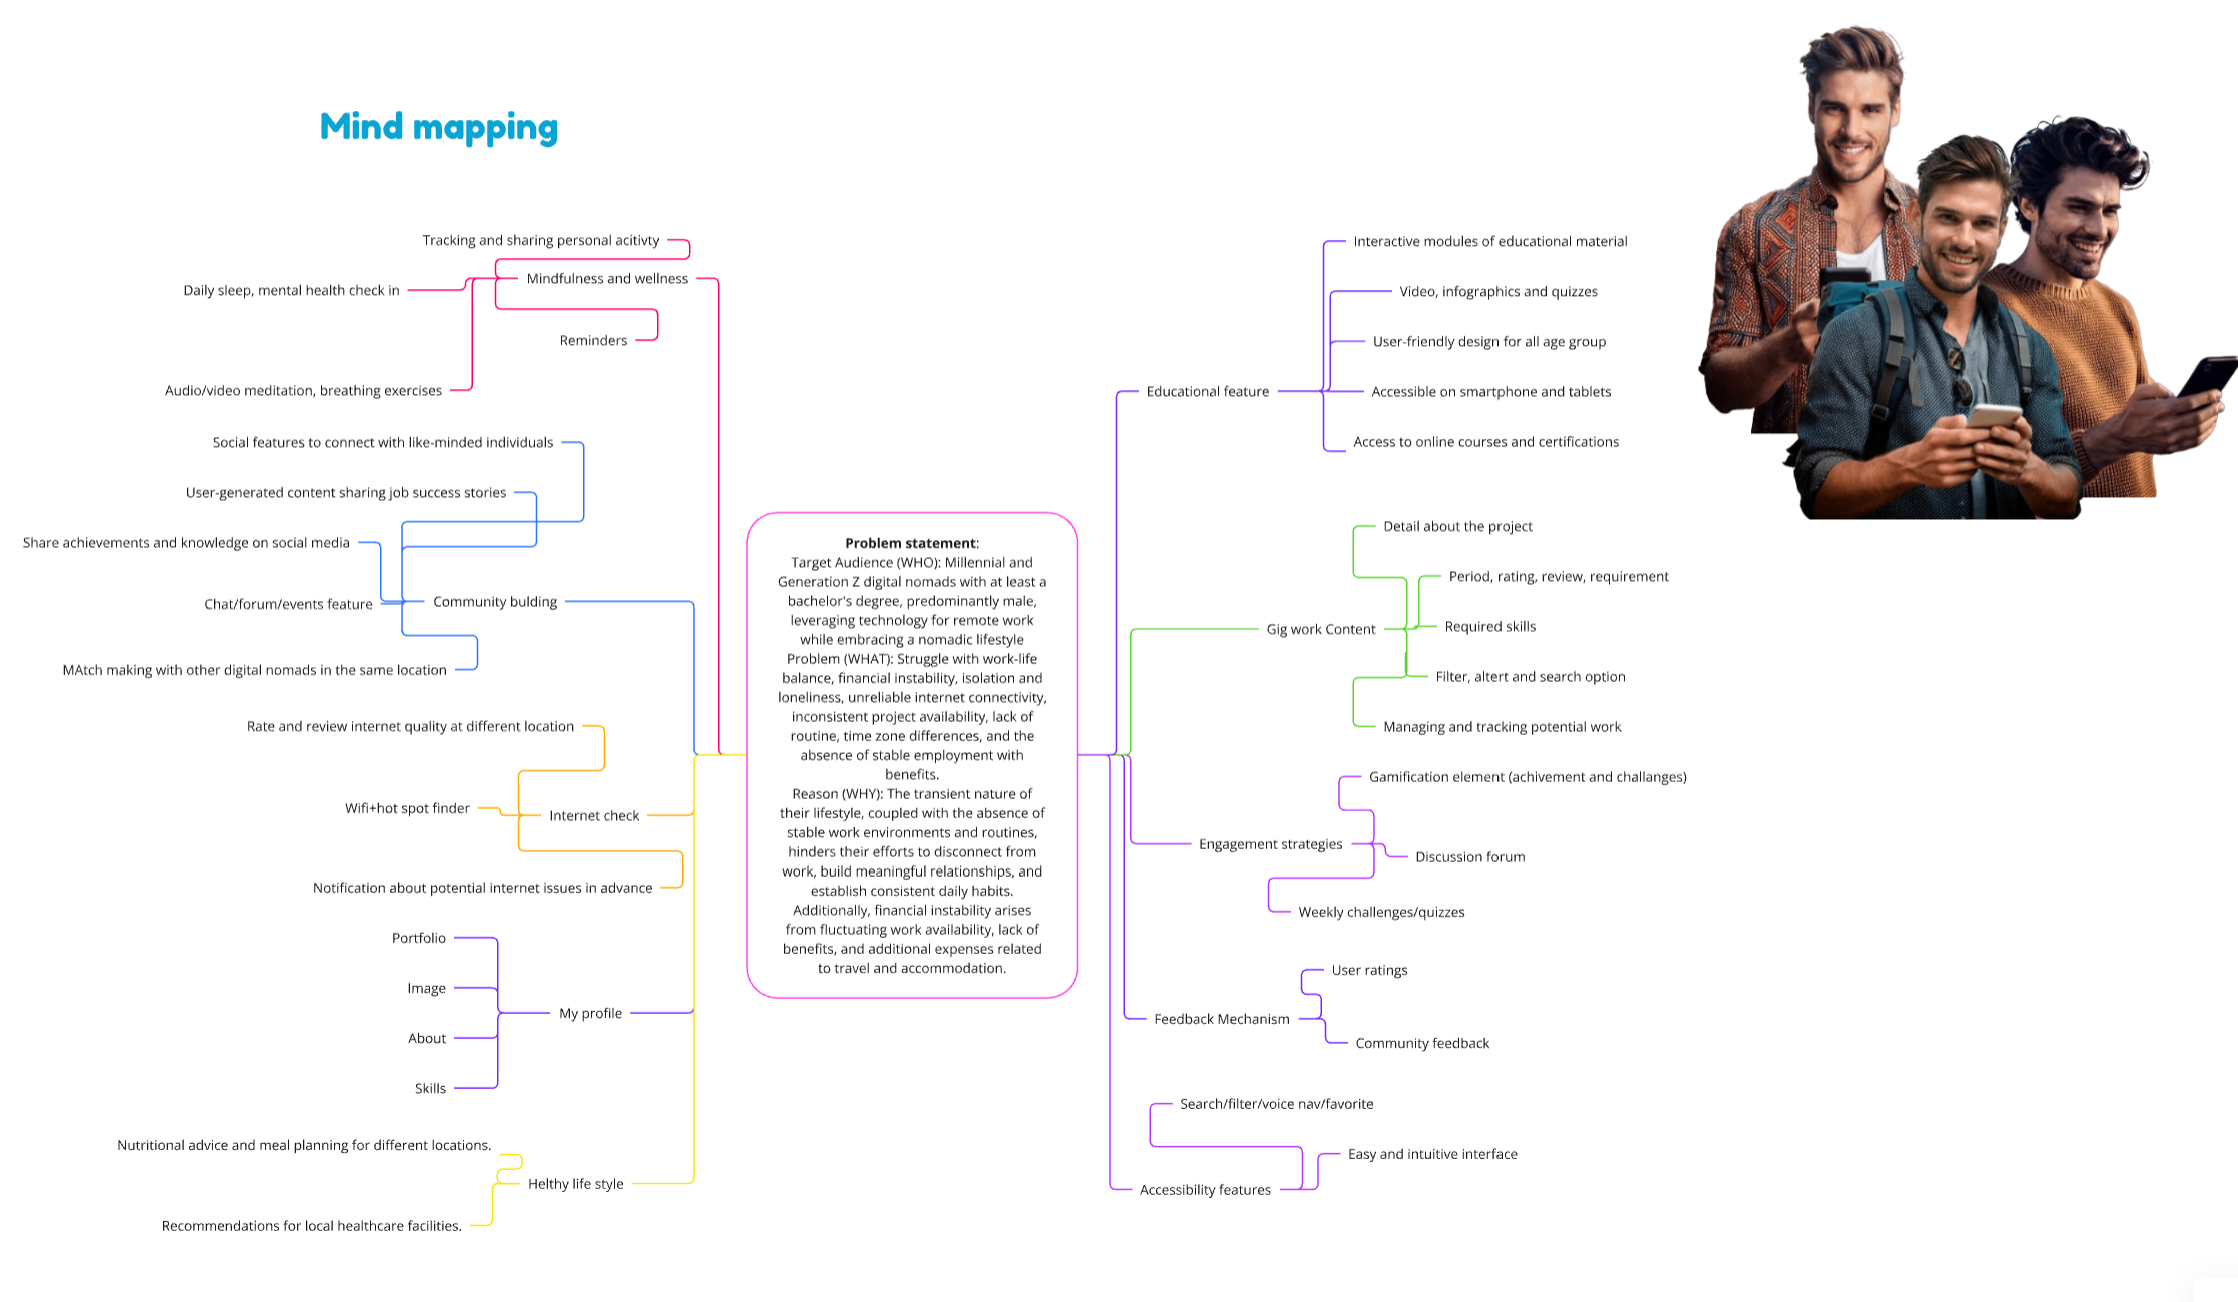 Mind mapping
Tracking and sharing personal acitivty
Mindfulness and wellness
Daily sleep, mental health check in
Reminders
Audio/video meditation, breathing exercises
Social features to connect with like-minded individuals
User-generated content sharing job success stories
Share achievements and knowledge on social media
Community bulding
Chat/forum/events feature
MAtch making with other digital nomads in the same location
Rate and review internet quality at different location
Wifi+hot spot finder
Internet check
Notification about potential internet issues in advance
Portfolio
Image
My profile
About
Skills
Nutritional advice and meal planning for different locations.
Helthy life style
Recommendations for local healthcare facilities.
Problem statement:
Target Audience (WHO): Millennial and
Generation Z digital nomads with at least a
bachelor's degree, predominantly male,
leveraging technology for remote work
while embracing a nomadic lifestyle
Problem (WHAT): Struggle with work-life
balance, financial instability, isolation and
loneliness, unreliable internet connectivity,
inconsistent project availability, lack of
routine, time zone differences, and the
absence of stable employment with
benefits.
Reason (WHY): The transient nature of
their lifestyle, coupled with the absence of
stable work environments and routines,
hinders their efforts to disconnect from
work, build meaningful relationships, and
establish consistent daily habits.
Additionally, financial instability arises
from fluctuating work availability, lack of
benefits, and additional expenses related
to travel and accommodation.
Interactive modules of educational material
Video, infographics and quizzes
User-friendly design for all age group
Educational feature
Accessible on smartphone and tablets
Access to online courses and certifications
Detail about the project
Period, rating, review, requirement
Gig work Content
Required skills
Filter, altert and search option
Managing and tracking potential work
Gamification element (achivement and challanges)
Engagement strategies
Discussion forum
Weekly challenges/quizzes
User ratings
Feedback Mechanism
Community feedback
Search/filter/voice nav/favorite
Easy and intuitive interface
Accessibility features